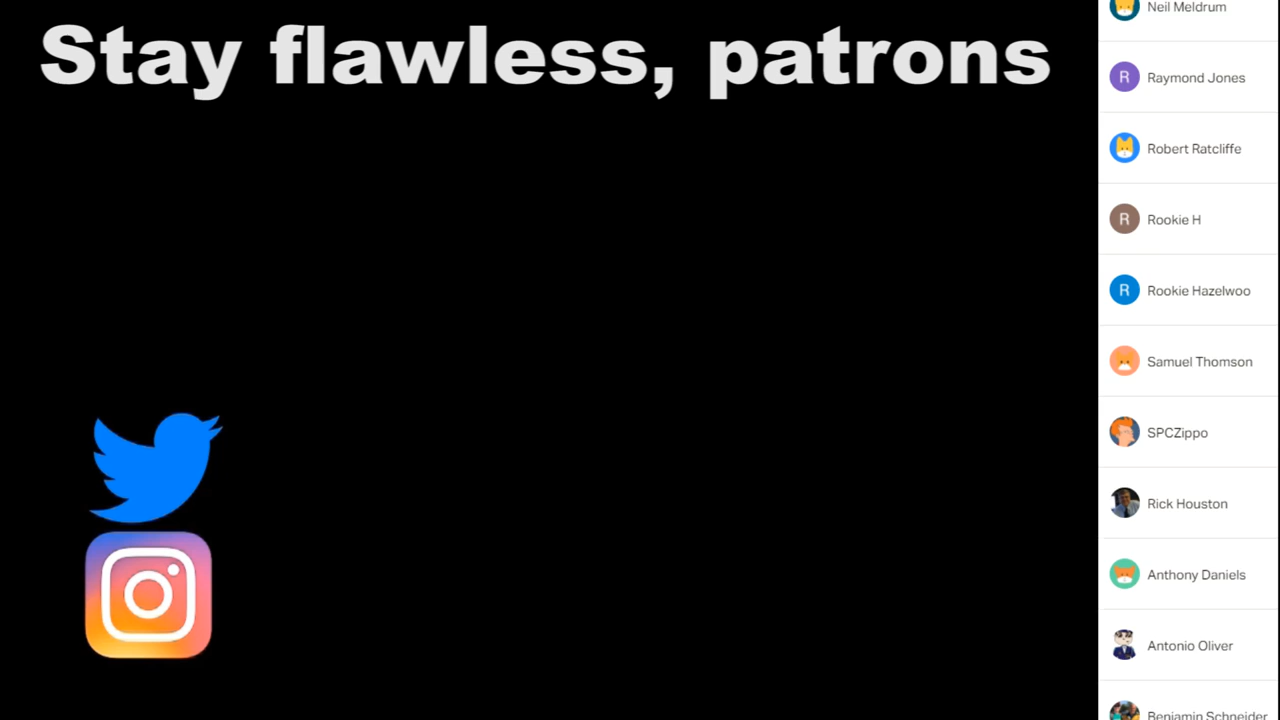 Stay flawless, patrons
Neil Meldrum
R Raymond Jones
Robert Ratcliffe
R Rookie H
R Rookie Hazelwoo
Samuel Thomson
SPCZippo
Rick Houston
Anthony Daniels
Antonio Oliver
Benjamin Schneider